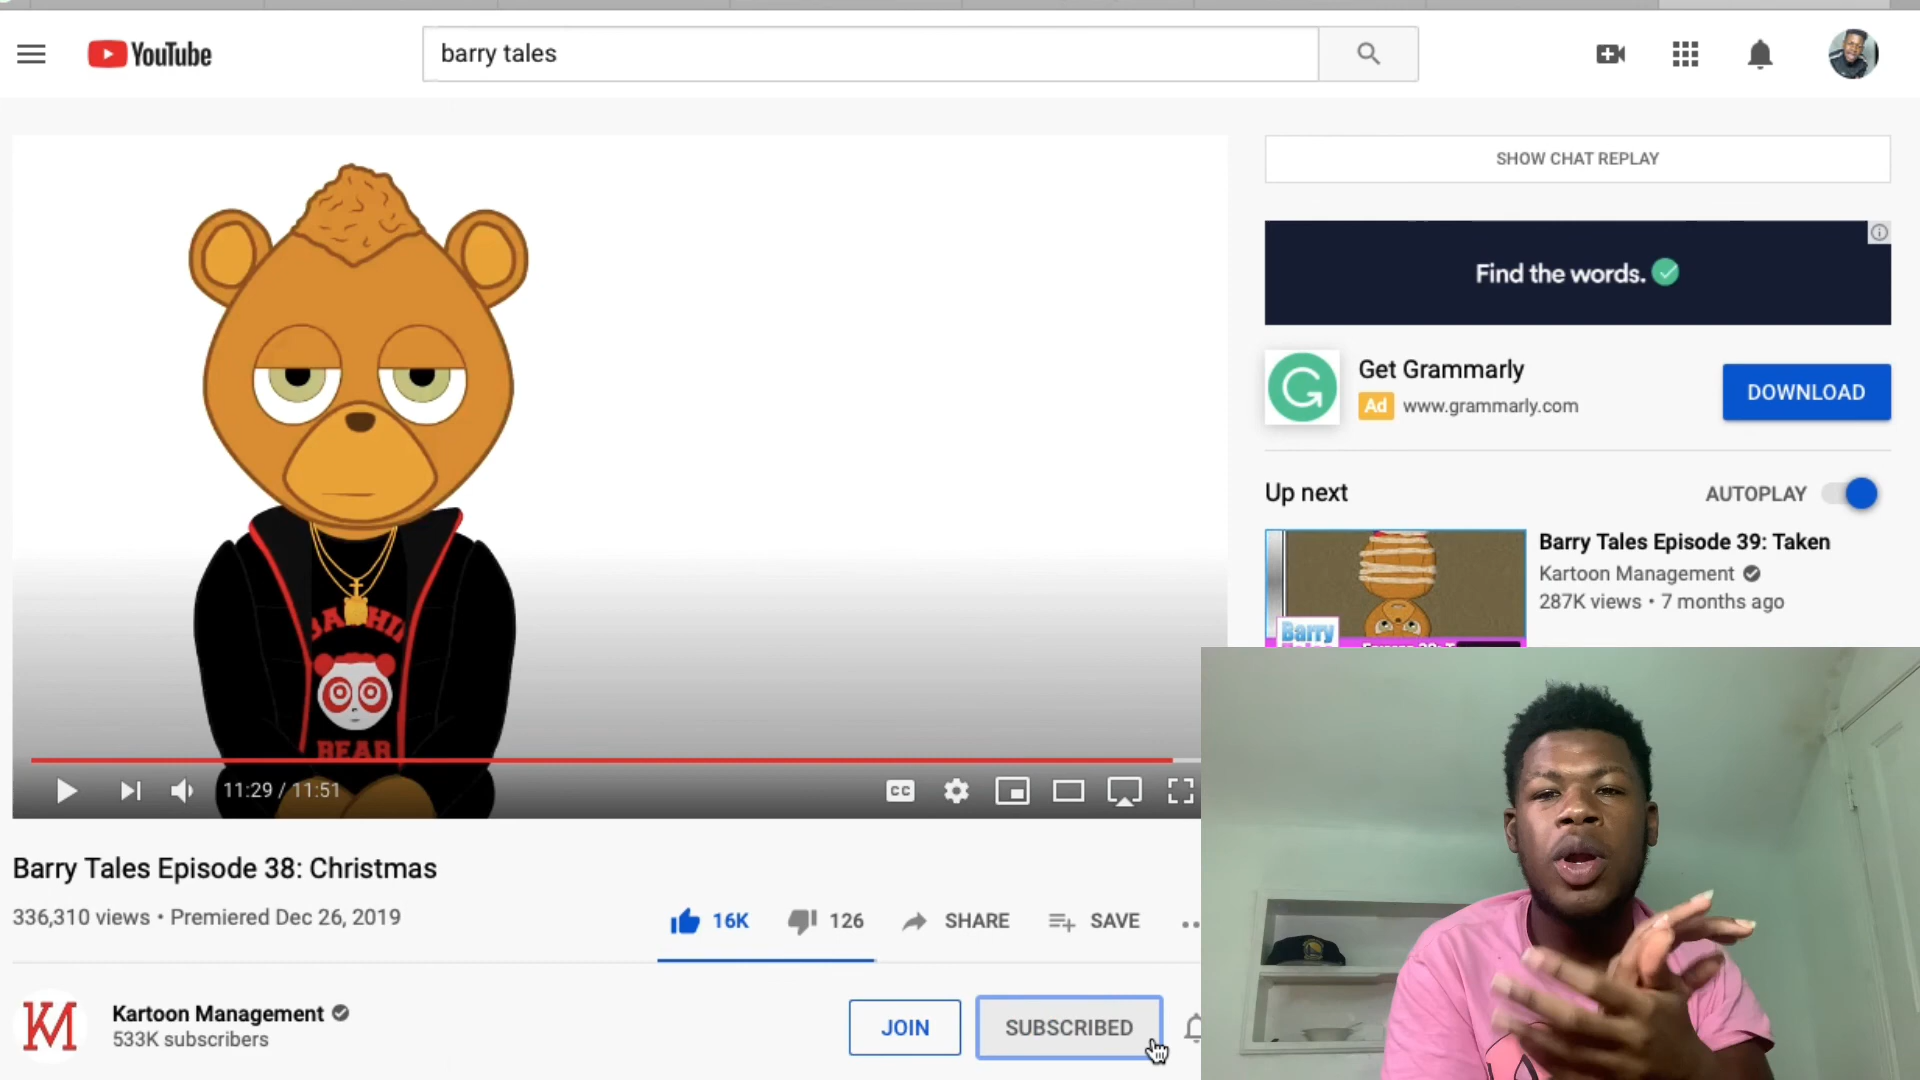 YouTube
barry tales
SHOW CHAT REPLAY
Find the words.
Get Grammarly
Ad www.grammarly.com
DOWNLOAD
Up next
AUTOPLAY
Barry Tales Episode 39: Taken
Kartoon Management
287K views • 7 months ago
Barry
BEAR
11:29 / 11:51
CC
Barry Tales Episode 38: Christmas
336,310 views • Premiered Dec 26, 2019
16K
126
SHARE
SAVE
KM
Kartoon Management
533K subscribers
JOIN
SUBSCRIBED